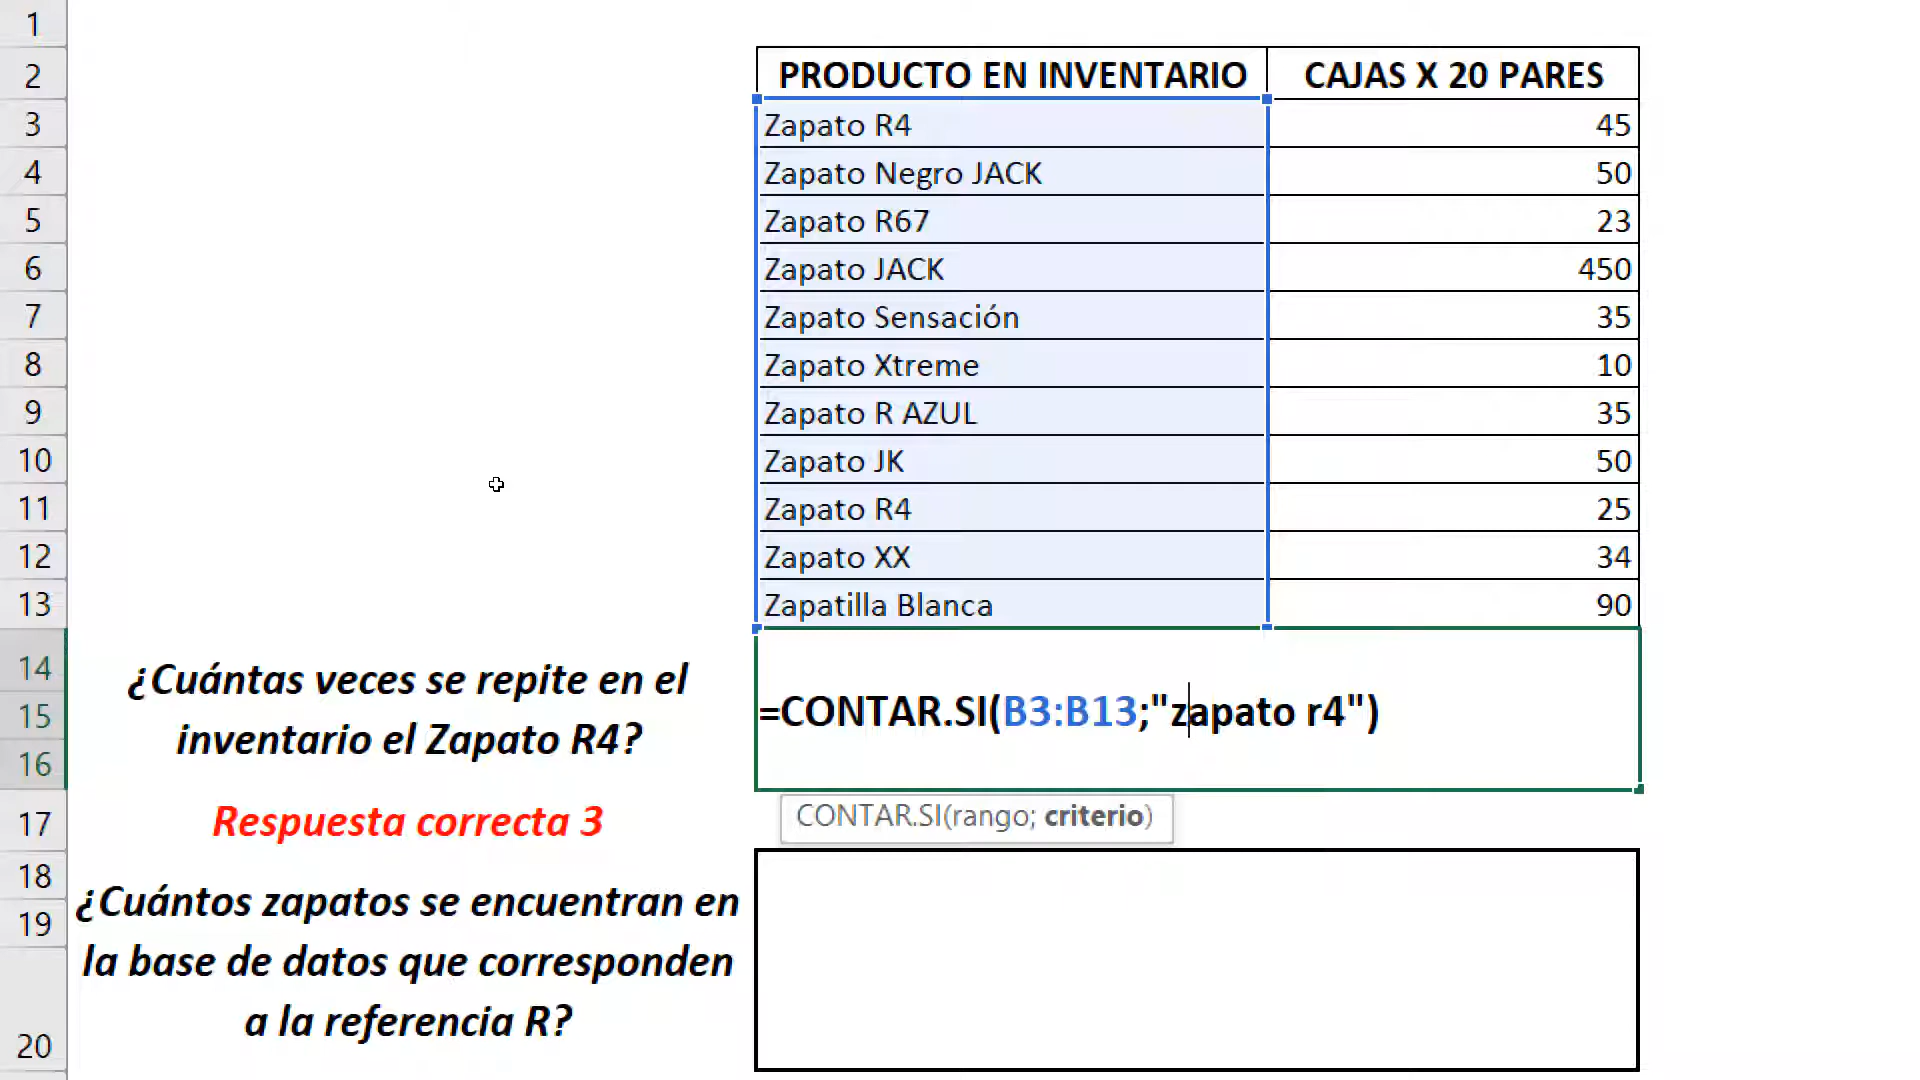 1
2 PRODUCTO EN INVENTARIO CAJAS X 20 PARES
3 Zapato R4 45
4 Zapato Negro JACK 50
5 Zapato R67 23
6 Zapato JACK 450
7 Zapato Sensación 35
8 Zapato Xtreme 10
9 Zapato R AZUL 35
10 Zapato JK 50
11 Zapato R4 25
12 Zapato XX 34
13 Zapatilla Blanca 90
14
15
16
¿Cuántas veces se repite en el
inventario el Zapato R4?
=CONTAR.SI(B3:B13;"zapato r4")
17 Respuesta correcta 3
CONTAR.SI(rango; criterio)
18
19
20
¿Cuántos zapatos se encuentran en
la base de datos que corresponden
a la referencia R?